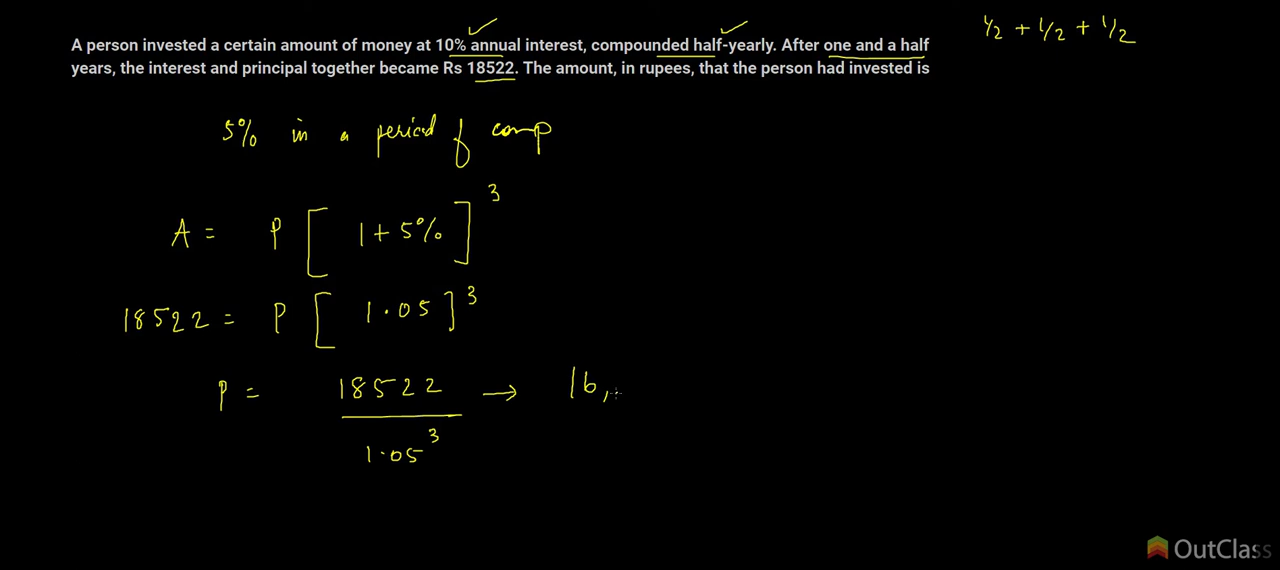 1/2 + 1/2 + 1/2
A person invested a certain amount of money at 10% annual interest, compounded half-yearly. After one and a half
years, the interest and principal together became Rs 18522. The amount, in rupees, that the person had invested is
5% in a period of comp
A = P [ 1 + 5% ]³
18522 = P [ 1.05 ]³
P = 18522 / 1.05³ → 16,
OutClass